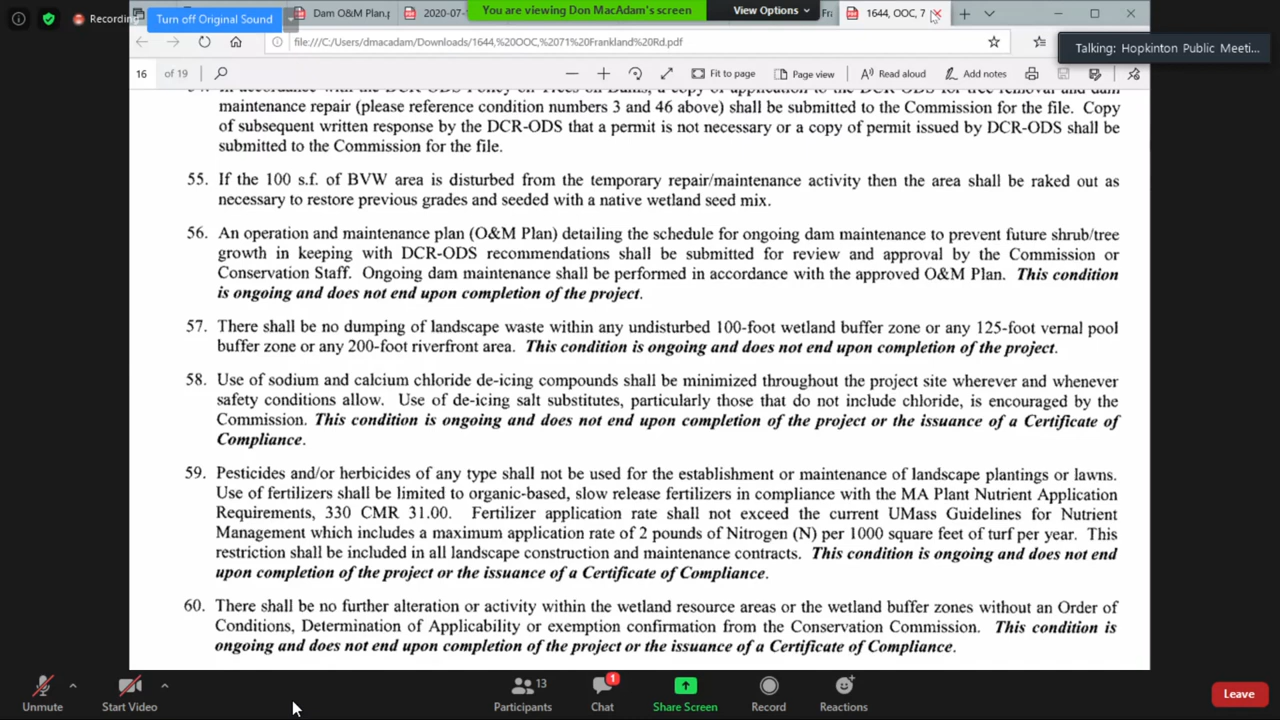 Recording
Turn off Original Sound
Dam O&M Plan.p
2020-07-
You are viewing Don MacAdam's screen
View Options
Fra
1644, OOC, 7
file:///C:/Users/dmacadam/Downloads/1644,%20OOC,%2071%20Frankland%20Rd.pdf
Talking: Hopkinton Public Meeti...
16 of 19
Fit to page
Page view
Read aloud
Add notes
maintenance repair (please reference condition numbers 3 and 46 above) shall be submitted to the Commission for the file. Copy
of subsequent written response by the DCR-ODS that a permit is not necessary or a copy of permit issued by DCR-ODS shall be
submitted to the Commission for the file.
55. If the 100 s.f. of BVW area is disturbed from the temporary repair/maintenance activity then the area shall be raked out as
necessary to restore previous grades and seeded with a native wetland seed mix.
56. An operation and maintenance plan (O&M Plan) detailing the schedule for ongoing dam maintenance to prevent future shrub/tree
growth in keeping with DCR-ODS recommendations shall be submitted for review and approval by the Commission or
Conservation Staff. Ongoing dam maintenance shall be performed in accordance with the approved O&M Plan. This condition
is ongoing and does not end upon completion of the project.
57. There shall be no dumping of landscape waste within any undisturbed 100-foot wetland buffer zone or any 125-foot vernal pool
buffer zone or any 200-foot riverfront area. This condition is ongoing and does not end upon completion of the project.
58. Use of sodium and calcium chloride de-icing compounds shall be minimized throughout the project site wherever and whenever
safety conditions allow. Use of de-icing salt substitutes, particularly those that do not include chloride, is encouraged by the
Commission. This condition is ongoing and does not end upon completion of the project or the issuance of a Certificate of
Compliance.
59. Pesticides and/or herbicides of any type shall not be used for the establishment or maintenance of landscape plantings or lawns.
Use of fertilizers shall be limited to organic-based, slow release fertilizers in compliance with the MA Plant Nutrient Application
Requirements, 330 CMR 31.00. Fertilizer application rate shall not exceed the current UMass Guidelines for Nutrient
Management which includes a maximum application rate of 2 pounds of Nitrogen (N) per 1000 square feet of turf per year. This
restriction shall be included in all landscape construction and maintenance contracts. This condition is ongoing and does not end
upon completion of the project or the issuance of a Certificate of Compliance.
60. There shall be no further alteration or activity within the wetland resource areas or the wetland buffer zones without an Order of
Conditions, Determination of Applicability or exemption confirmation from the Conservation Commission. This condition is
ongoing and does not end upon completion of the project or the issuance of a Certificate of Compliance.
Unmute
Start Video
13
Participants
1
Chat
Share Screen
Record
Reactions
Leave